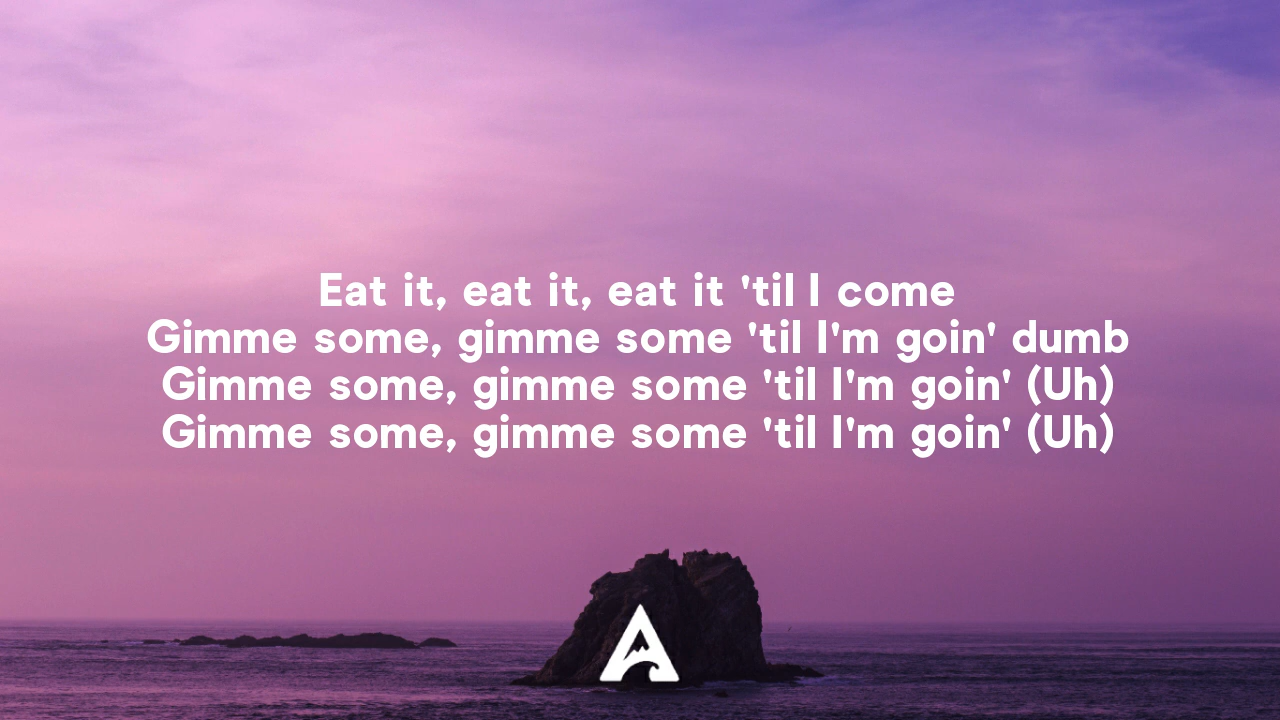 Eat it, eat it, eat it 'til I come
Gimme some, gimme some 'til I'm goin' dumb
Gimme some, gimme some 'til I'm goin' (Uh)
Gimme some, gimme some 'til I'm goin' (Uh)